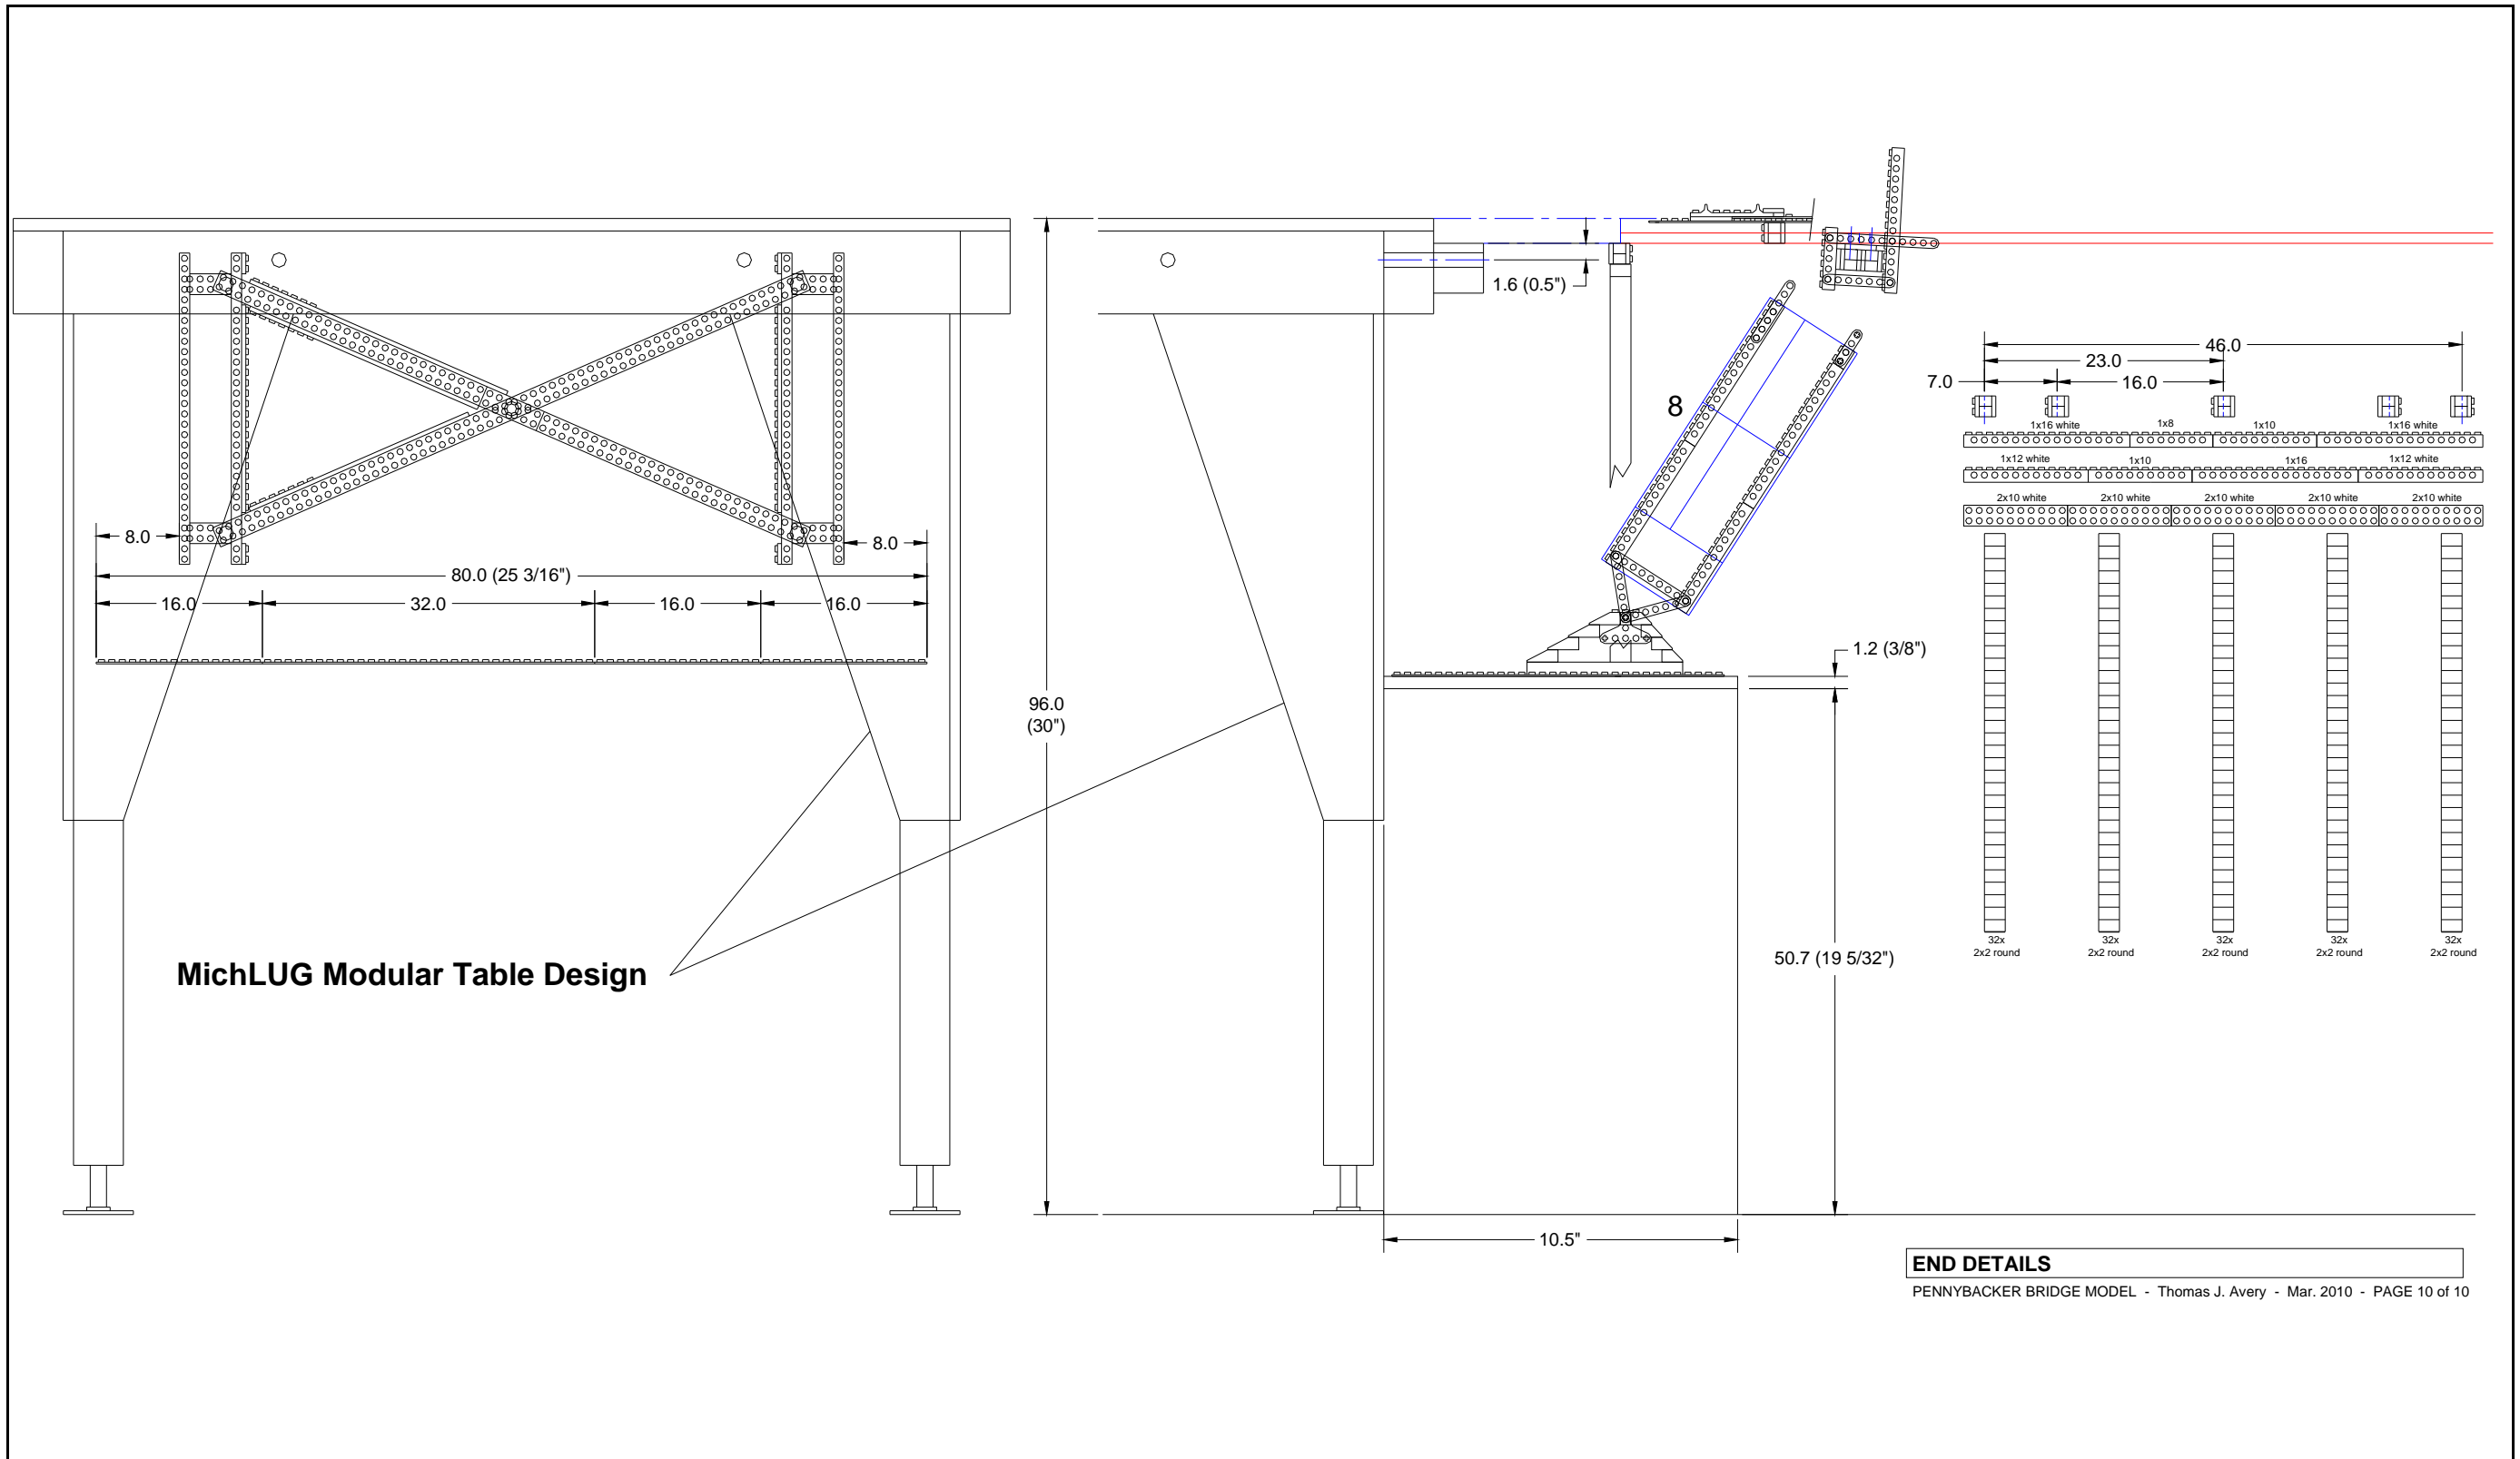 1.6 (0.5")
46.0
23.0
7.0
16.0
8
1x16 white
1x8
1x10
1x16 white
1x12 white
1x10
1x16
1x12 white
2x10 white
2x10 white
2x10 white
2x10 white
2x10 white
8.0
8.0
80.0 (25 3/16")
16.0
32.0
16.0
16.0
1.2 (3/8")
96.0
(30")
32x
2x2 round
32x
2x2 round
32x
2x2 round
32x
2x2 round
32x
2x2 round
50.7 (19 5/32")
MichLUG Modular Table Design
10.5"
END DETAILS
PENNYBACKER BRIDGE MODEL - Thomas J. Avery - Mar. 2010 - PAGE 10 of 10